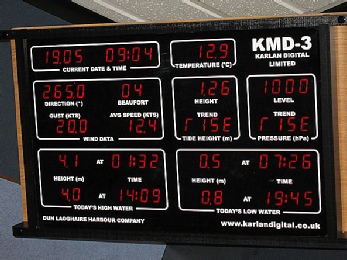 19.05 09:04
CURRENT DATE & TIME
12.9
TEMPERATURE (°C)
KMD-3
KARLAN DIGITAL
LIMITED
265.0 04
DIRECTION (°) BEAUFORT
GUST (KTS) AVG SPEED (KTS)
20.0 12.4
WIND DATA
1.26
HEIGHT
TREND
rISE
TIDE HEIGHT (m)
1000
LEVEL
TREND
rISE
PRESSURE (hPa)
4.1 AT 01:32
HEIGHT (m) TIME
4.0 AT 14:09
TODAY'S HIGH WATER
0.5 AT 07:26
HEIGHT (m) TIME
0.8 AT 19:45
TODAY'S LOW WATER
DUN LAOGHAIRE HARBOUR COMPANY
www.karlandigital.co.uk